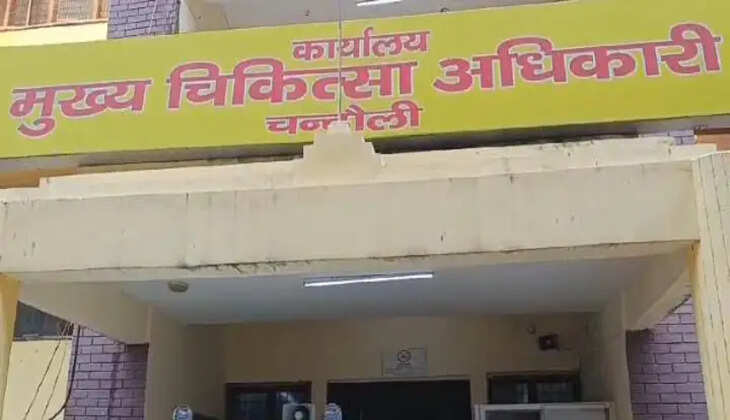 कार्यालय
मुख्य चिकित्सा अधिकारी
चन्दौली